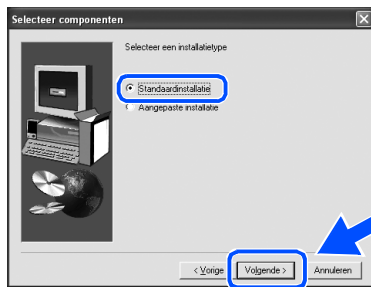 Selecteer componenten
Selecteer een installatietype
Standaardinstallatie
Aangepaste installatie
< Vorige
Volgende >
Annuleren